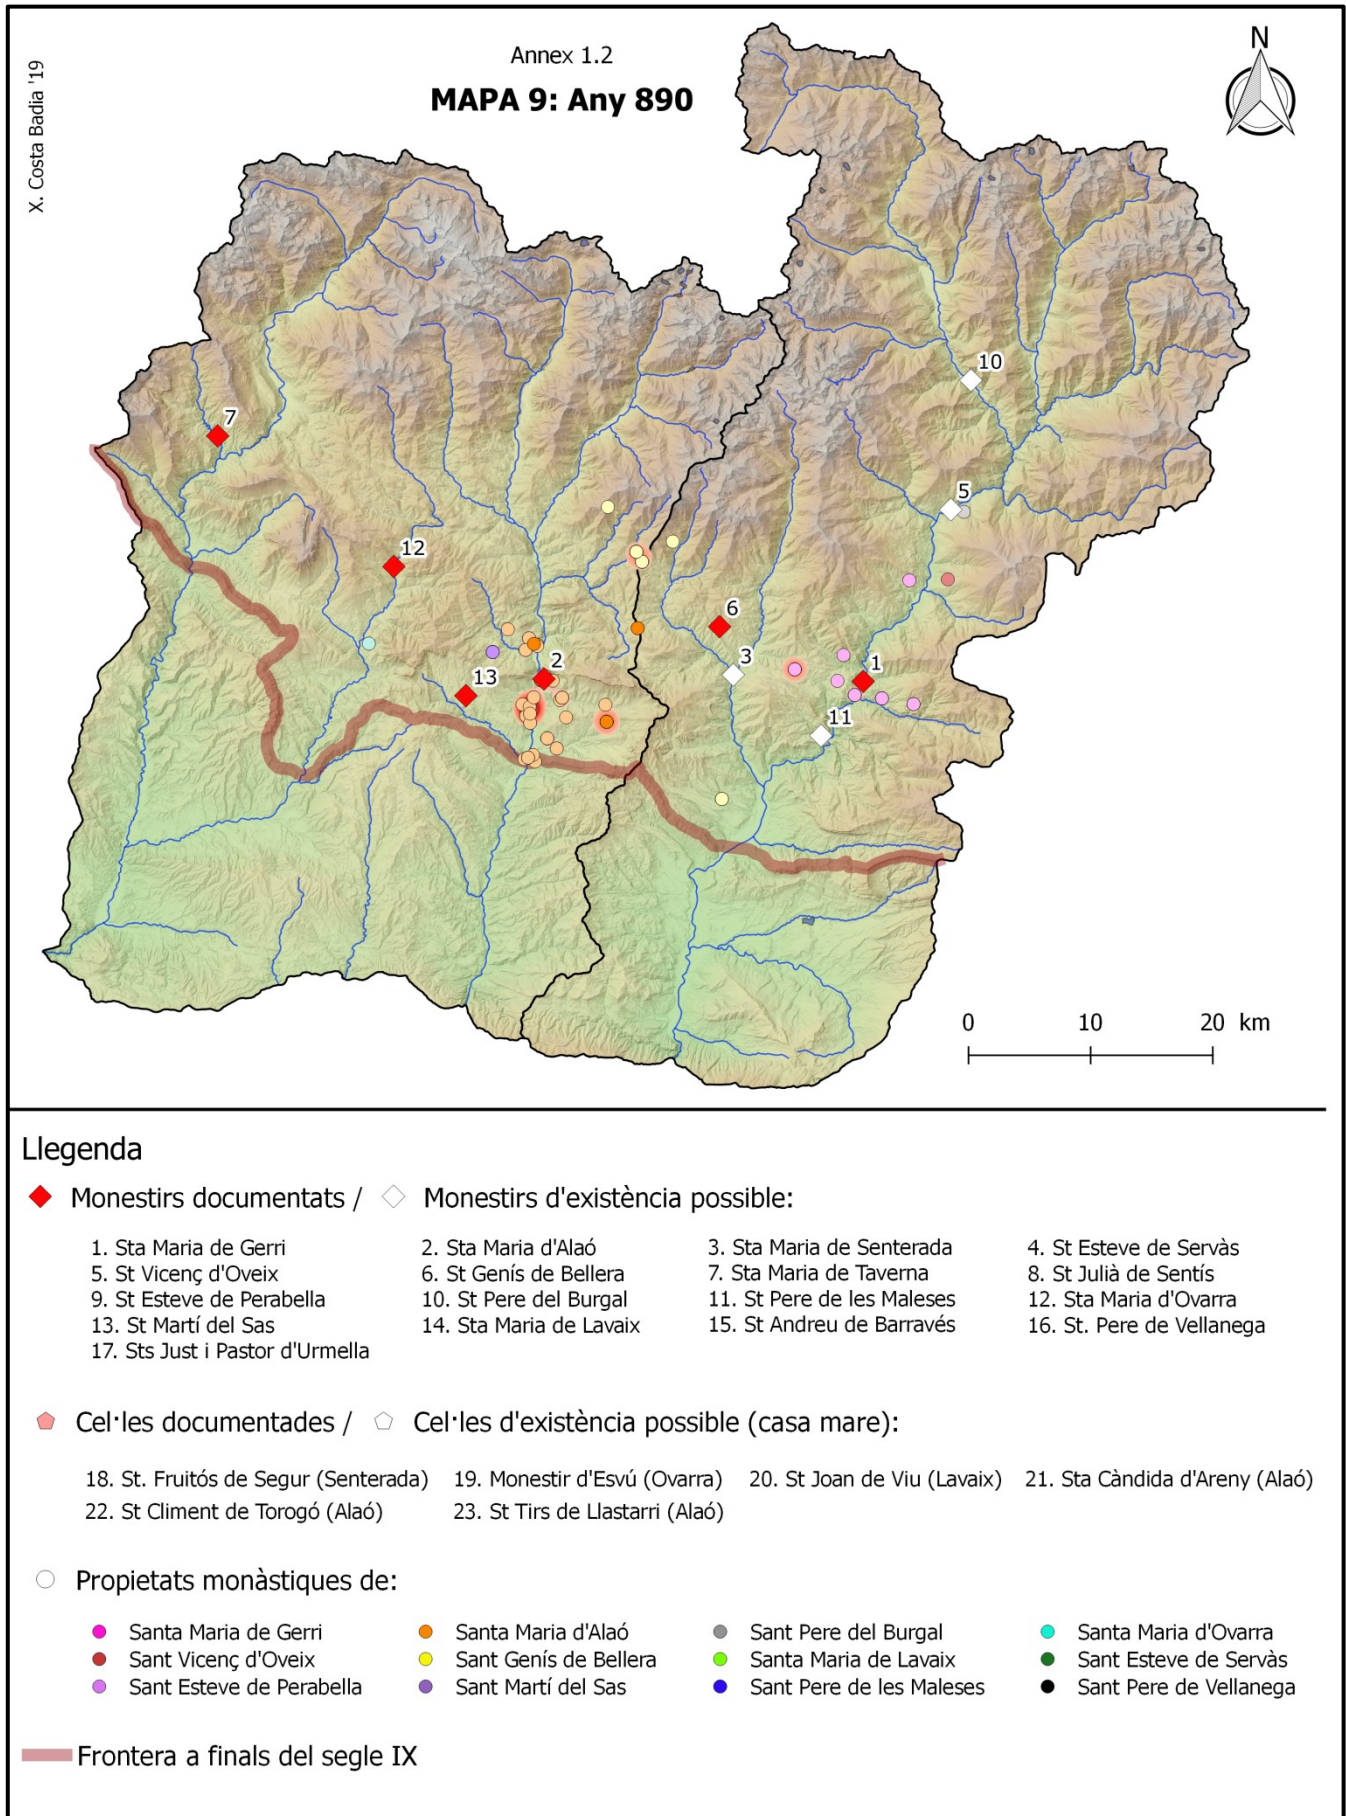 X. Costa Badia '19
Annex 1.2
MAPA 9: Any 890
N
10
7
5
12
6
3
2
1
13
11
0 10 20 km
Llegenda
Monestirs documentats / Monestirs d'existència possible:
1. Sta Maria de Gerri 2. Sta Maria d'Alaó 3. Sta Maria de Senterada 4. St Esteve de Servàs
5. St Vicenç d'Oveix 6. St Genís de Bellera 7. Sta Maria de Taverna 8. St Julià de Sentís
9. St Esteve de Perabella 10. St Pere del Burgal 11. St Pere de les Maleses 12. Sta Maria d'Ovarra
13. St Martí del Sas 14. Sta Maria de Lavaix 15. St Andreu de Barravés 16. St. Pere de Vellanega
17. Sts Just i Pastor d'Urmella
Cel·les documentades / Cel·les d'existència possible (casa mare):
18. St. Fruitós de Segur (Senterada) 19. Monestir d'Esvú (Ovarra) 20. St Joan de Viu (Lavaix) 21. Sta Càndida d'Areny (Alaó)
22. St Climent de Torogó (Alaó) 23. St Tirs de Llastarri (Alaó)
Propietats monàstiques de:
Santa Maria de Gerri Santa Maria d'Alaó Sant Pere del Burgal Santa Maria d'Ovarra
Sant Vicenç d'Oveix Sant Genís de Bellera Santa Maria de Lavaix Sant Esteve de Servàs
Sant Esteve de Perabella Sant Martí del Sas Sant Pere de les Maleses Sant Pere de Vellanega
Frontera a finals del segle IX